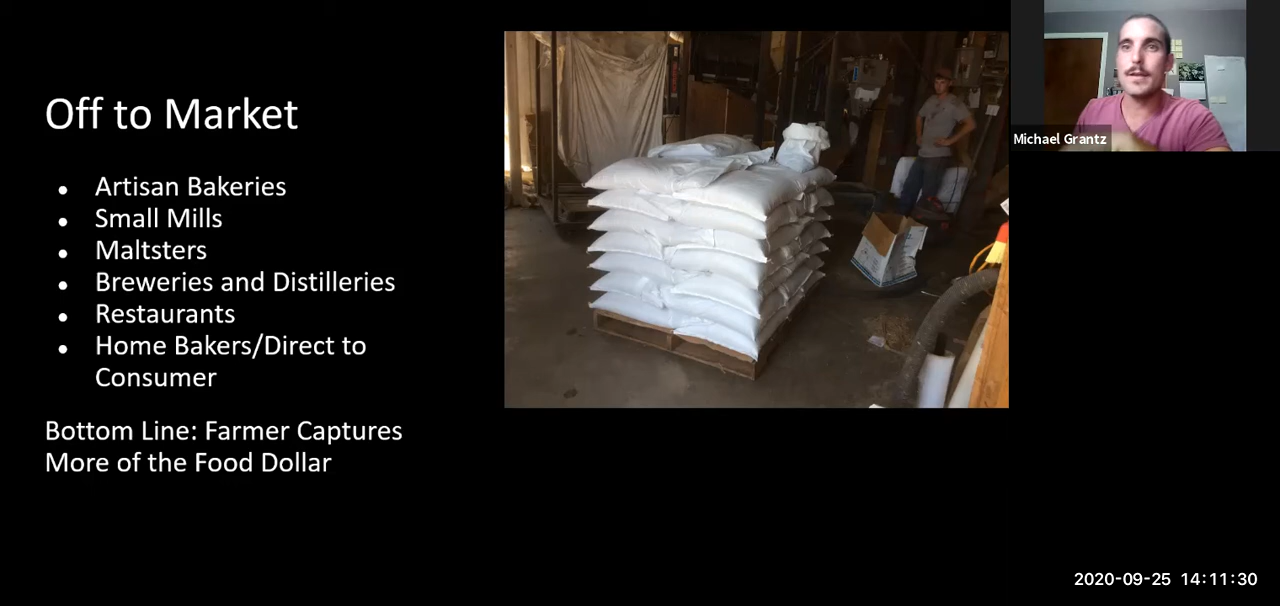 Off to Market
● Artisan Bakeries
● Small Mills
● Maltsters
● Breweries and Distilleries
● Restaurants
● Home Bakers/Direct to
Consumer
Bottom Line: Farmer Captures
More of the Food Dollar
Michael Grantz
2020-09-25 14:11:30